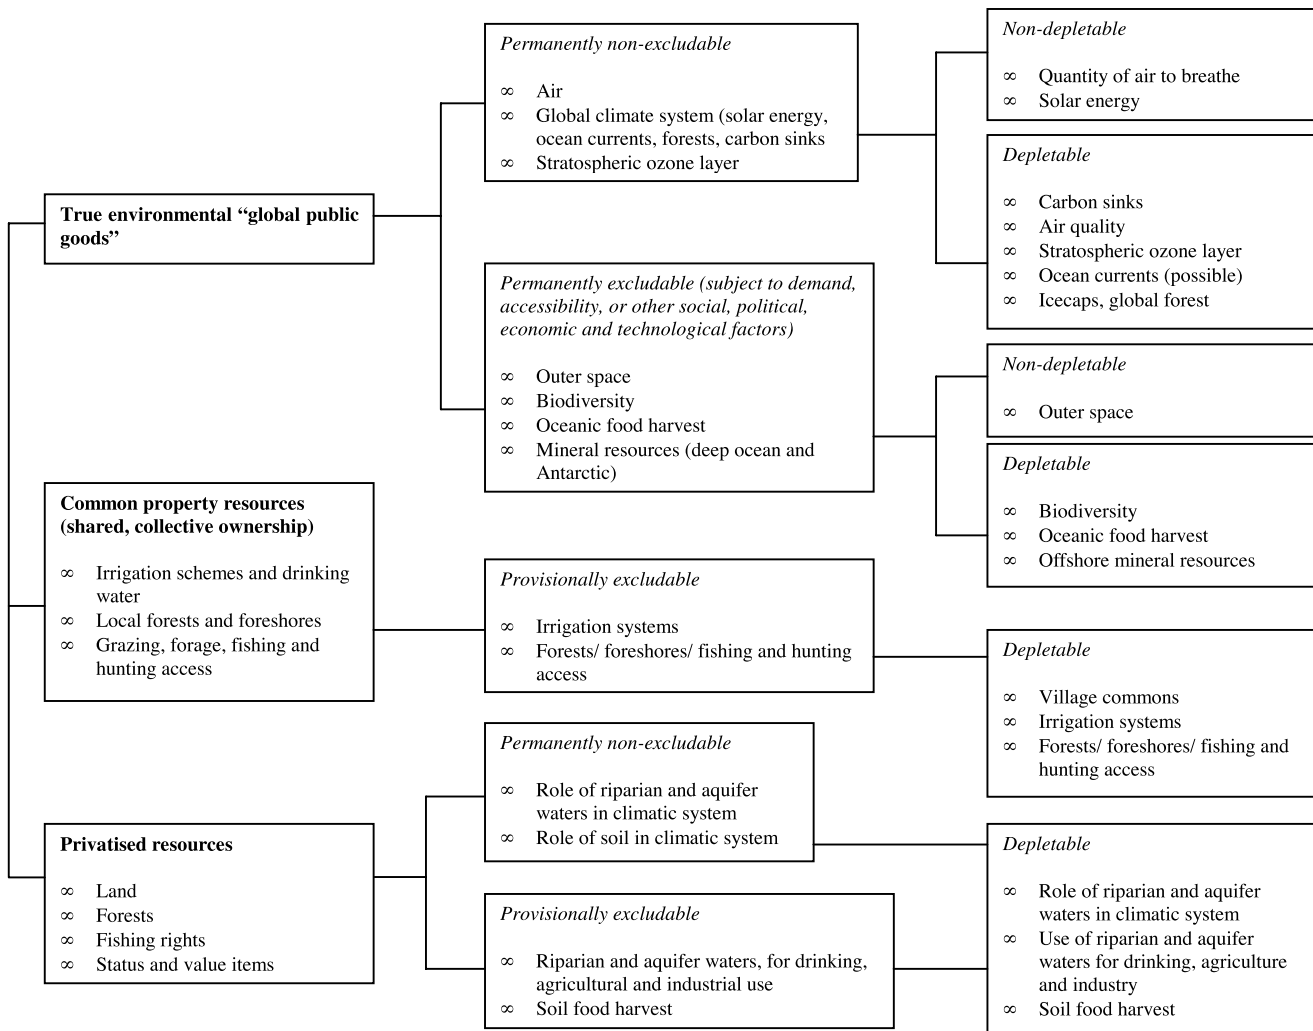 True environmental “global public
goods”
Permanently non-excludable
∞ Air
∞ Global climate system (solar energy,
ocean currents, forests, carbon sinks
∞ Stratospheric ozone layer
Non-depletable
∞ Quantity of air to breathe
∞ Solar energy
Depletable
∞ Carbon sinks
∞ Air quality
∞ Stratospheric ozone layer
∞ Ocean currents (possible)
∞ Icecaps, global forest
Permanently excludable (subject to demand,
accessibility, or other social, political,
economic and technological factors)
∞ Outer space
∞ Biodiversity
∞ Oceanic food harvest
∞ Mineral resources (deep ocean and
Antarctic)
Non-depletable
∞ Outer space
Depletable
∞ Biodiversity
∞ Oceanic food harvest
∞ Offshore mineral resources
Common property resources
(shared, collective ownership)
∞ Irrigation schemes and drinking
water
∞ Local forests and foreshores
∞ Grazing, forage, fishing and
hunting access
Provisionally excludable
∞ Irrigation systems
∞ Forests/ foreshores/ fishing and hunting
access
Depletable
∞ Village commons
∞ Irrigation systems
∞ Forests/ foreshores/ fishing and
hunting access
Privatised resources
∞ Land
∞ Forests
∞ Fishing rights
∞ Status and value items
Permanently non-excludable
∞ Role of riparian and aquifer
waters in climatic system
∞ Role of soil in climatic system
Provisionally excludable
∞ Riparian and aquifer waters, for drinking,
agricultural and industrial use
∞ Soil food harvest
Depletable
∞ Role of riparian and aquifer
waters in climatic system
∞ Use of riparian and aquifer
waters for drinking, agriculture
and industry
∞ Soil food harvest